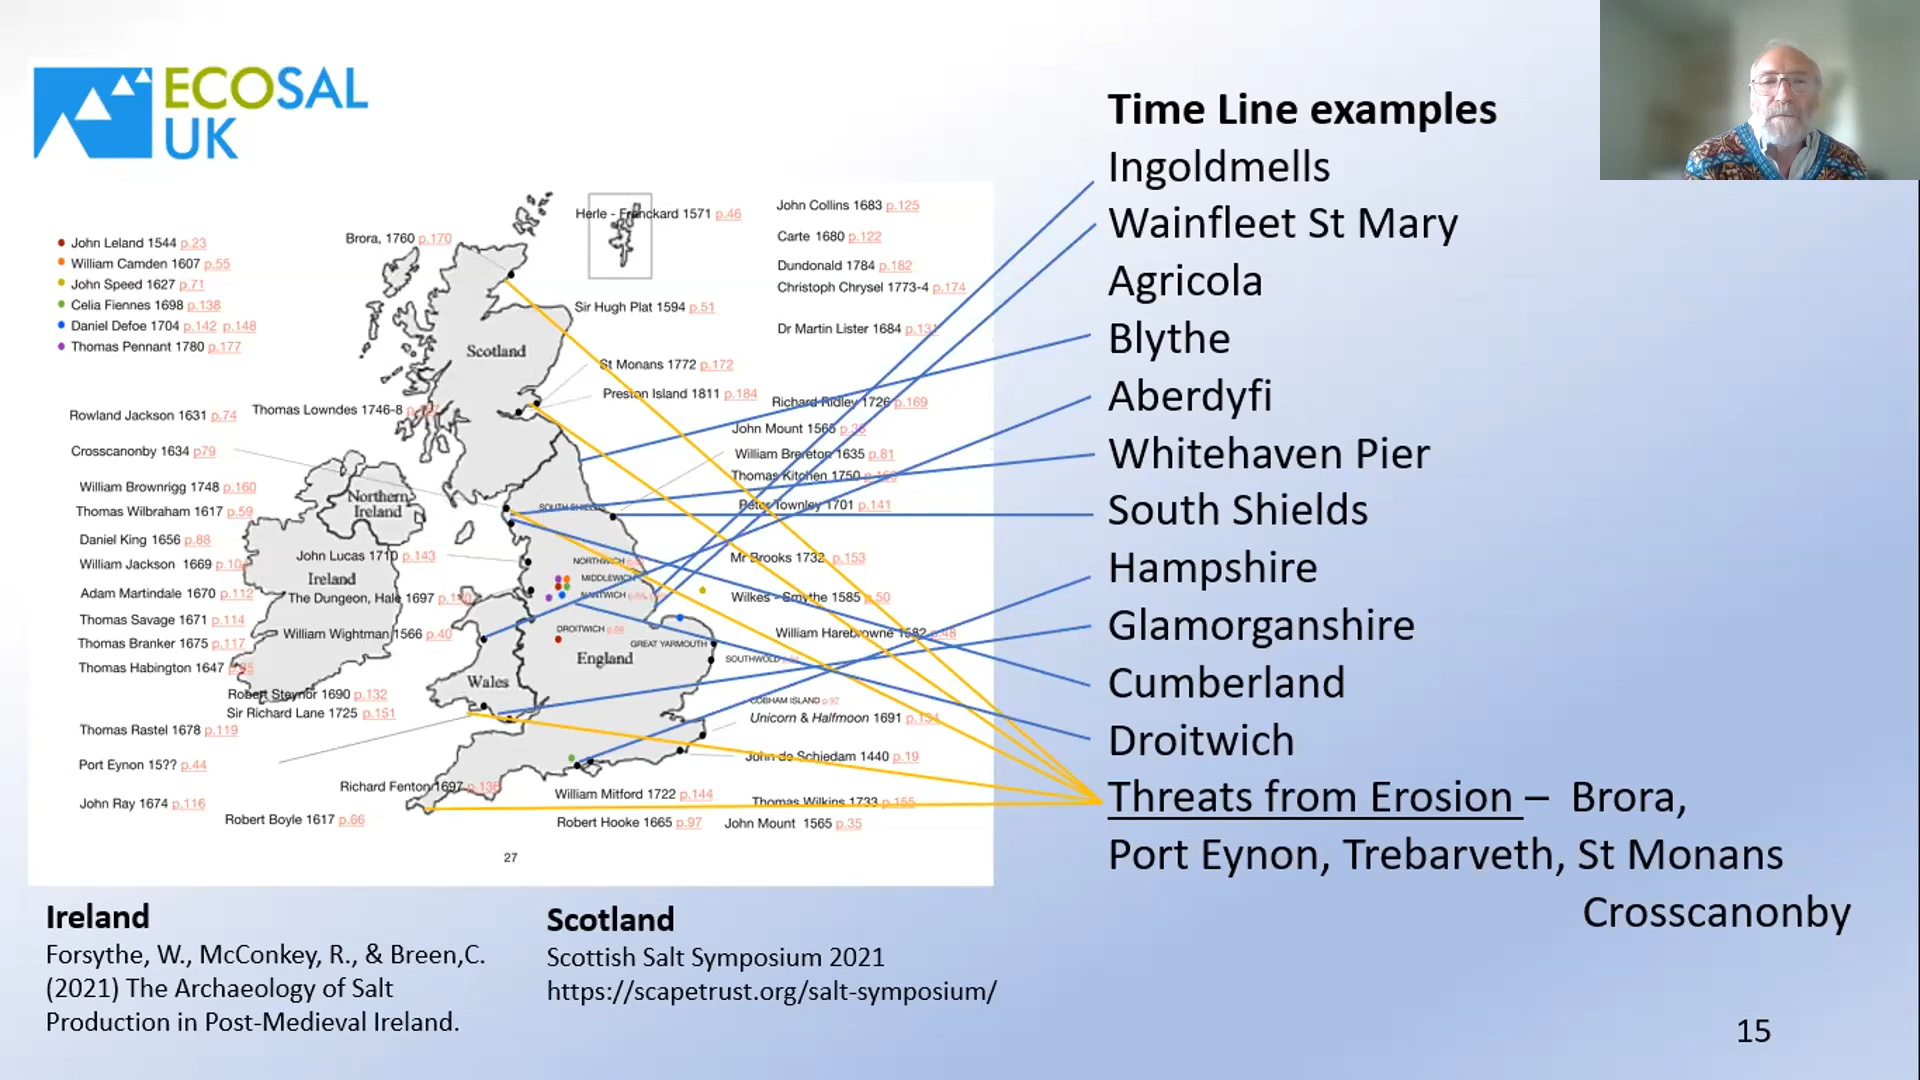 ECOSAL
UK
Time Line examples
Ingoldmells
Wainfleet St Mary
Agricola
Blythe
Aberdyfi
Whitehaven Pier
South Shields
Hampshire
Glamorganshire
Cumberland
Droitwich
Threats from Erosion – Brora,
Port Eynon, Trebarveth, St Monans
Crosscanonby
John Leland 1544 p.23
William Camden 1607 p.55
John Speed 1627 p.71
Celia Fiennes 1698 p.138
Daniel Defoe 1704 p.142 p.148
Thomas Pennant 1780 p.177
Brora, 1760 p.170
Herle - Franckard 1571 p.46
John Collins 1683 p.125
Carte 1680 p.122
Dundonald 1784 p.182
Christoph Chrysel 1773-4 p.174
Sir Hugh Plat 1594 p.51
Dr Martin Lister 1684
Scotland
St Monans 1772 p.172
Preston Island 1811 p.184
Richard Ridley 1726 p.169
Rowland Jackson 1631 p.74
Thomas Lowndes 1746-8
John Mount 1565
Crosscanonby 1634 p79
William Brereton 1635 p.81
Thomas Kitchen 1750
William Brownrigg 1748 p.160
Northern
Ireland
Thomas Wilbraham 1617 p.59
SOUTH SHIELDS
Peter Townley 1701 p.141
Daniel King 1656 p.88
John Lucas 1710 p.143
Mr Brooks 1732 p.153
William Jackson 1669
NORTHWICH
Ireland
MIDDLEWICH
Adam Martindale 1670 p.112
The Dungeon, Hale 1697
NANTWICH
Wilkes - Smythe 1585 p.50
Thomas Savage 1671 p.114
William Wightman 1566 p.40
DROITWICH
William Harebrowne 1582 p.48
Thomas Branker 1675 p.117
GREAT YARMOUTH
England
SOUTHWOLD
Thomas Habington 1647
Wales
Robert Steynor 1690 p.132
COBHAM ISLAND p.92
Sir Richard Lane 1725 p.151
Unicorn & Halfmoon 1691
Thomas Rastel 1678 p.119
John de Schiedam 1440 p.19
Port Eynon 15?? p.44
Richard Fenton 1697
William Mitford 1722 p.144
Thomas Wilkins 1733 p.155
John Ray 1674 p.116
Robert Boyle 1617 p.66
Robert Hooke 1665 p.97
John Mount 1565 p.35
27
Ireland
Forsythe, W., McConkey, R., & Breen,C.
(2021) The Archaeology of Salt
Production in Post-Medieval Ireland.
Scotland
Scottish Salt Symposium 2021
https://scapetrust.org/salt-symposium/
15